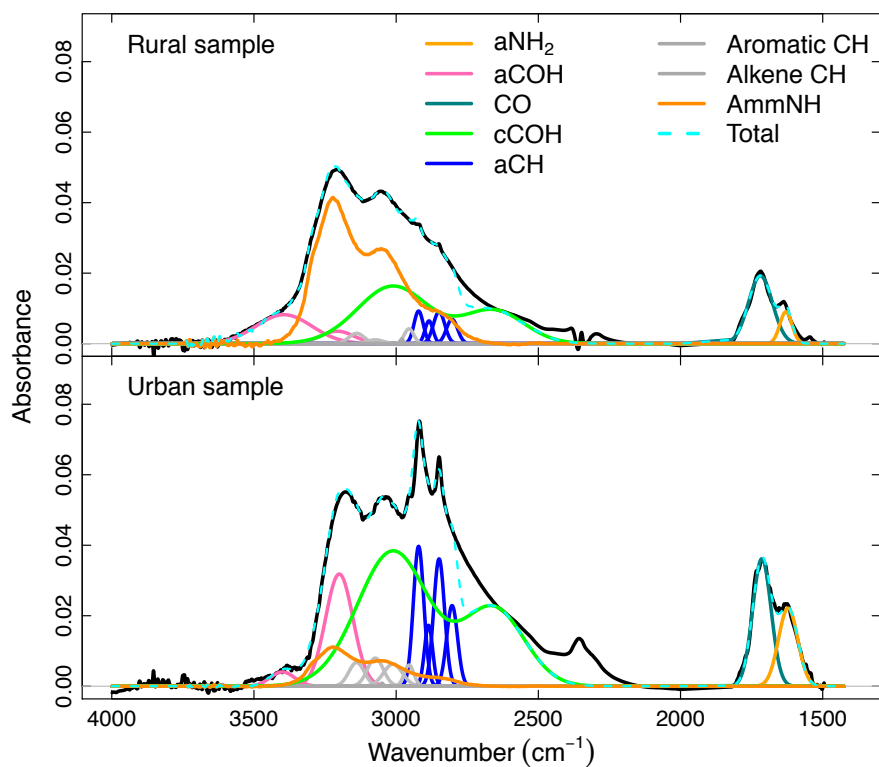 Rural sample
aNH₂
aCOH
CO
cCOH
aCH
Aromatic CH
Alkene CH
AmmNH
Total
0.00 0.02 0.04 0.06 0.08
Absorbance
Urban sample
0.00 0.02 0.04 0.06 0.08
4000 3500 3000 2500 2000 1500
Wavenumber (cm⁻¹)